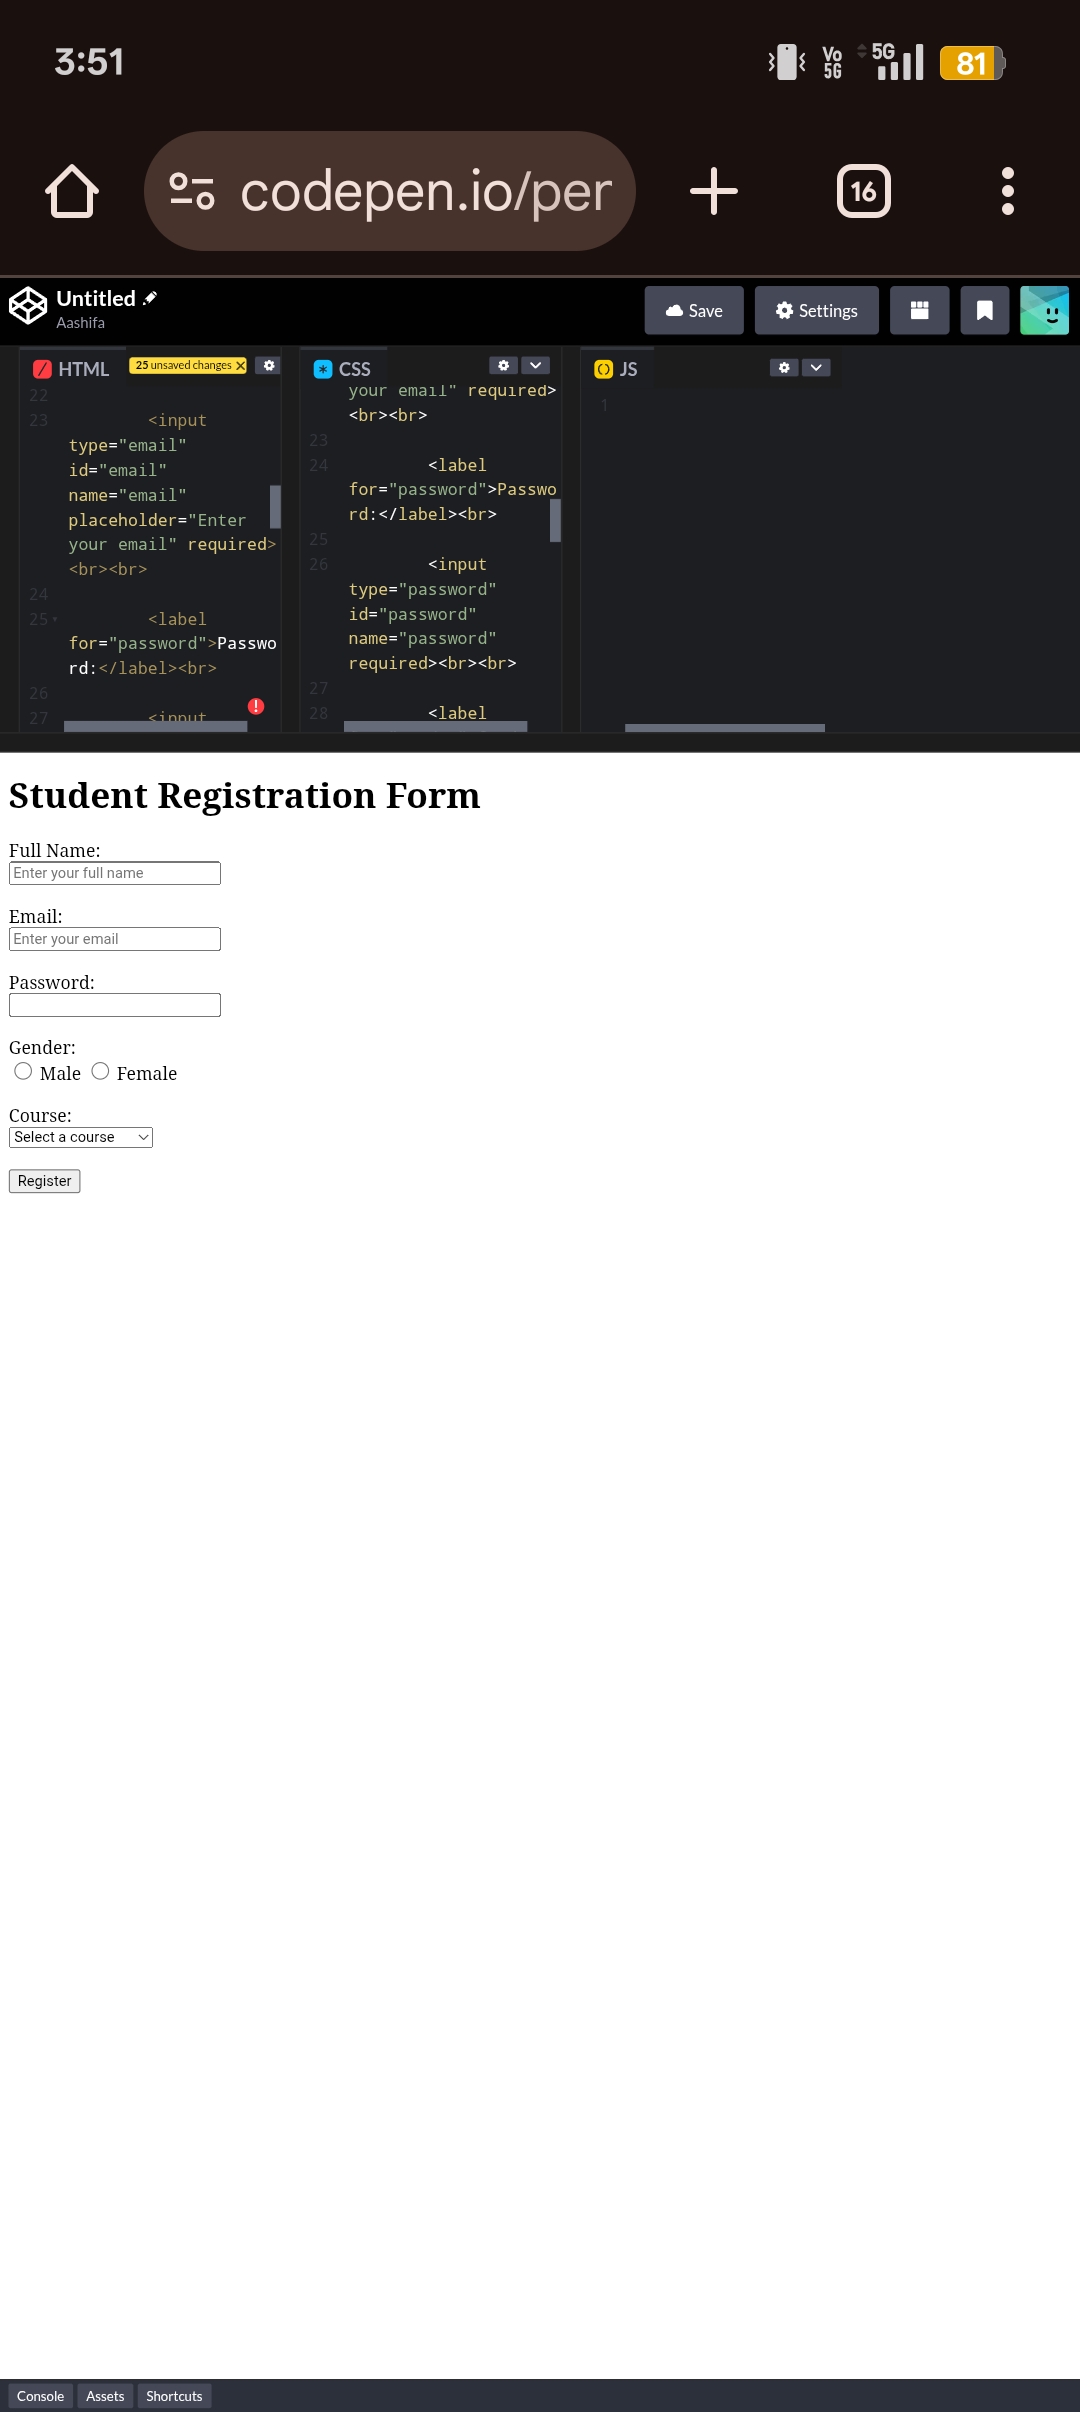 3:51
Vo 5G
5G
81
codepen.io/per
16
Untitled
Aashifa
Save
Settings
HTML
25 unsaved changes
22
23 <input
type="email"
id="email"
name="email"
placeholder="Enter
your email" required>
<br><br>
24
25 <label
for="password">Passwo
rd:</label><br>
26
27 <input
CSS
your email" required>
<br><br>
23
24 <label
for="password">Passwo
rd:</label><br>
25
26 <input
type="password"
id="password"
name="password"
required><br><br>
27
28 <label
JS
1
Student Registration Form
Full Name:
Enter your full name
Email:
Enter your email
Password:
Gender:
Male Female
Course:
Select a course
Register
Console Assets Shortcuts